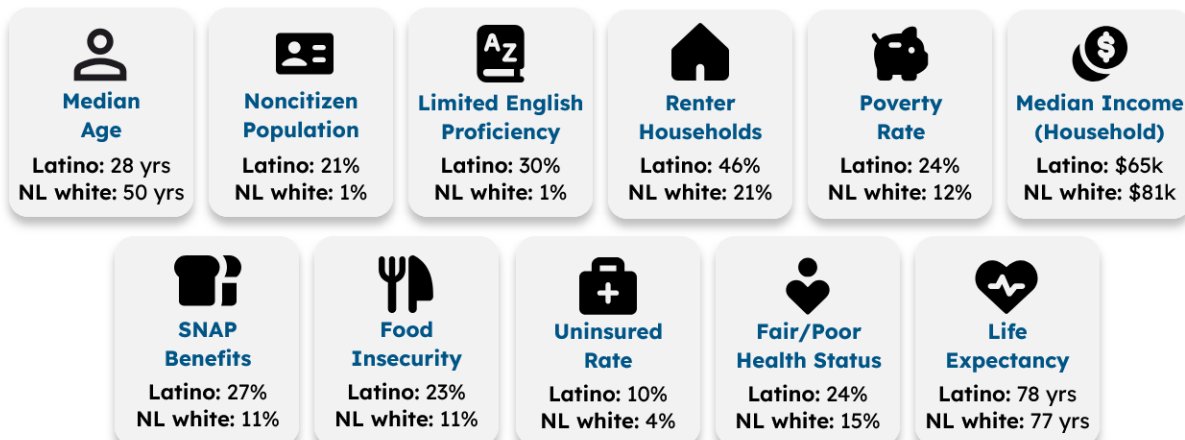 Median
Age
Latino: 28 yrs
NL white: 50 yrs
Noncitizen
Population
Latino: 21%
NL white: 1%
A
Z
Limited English
Proficiency
Latino: 30%
NL white: 1%
Renter
Households
Latino: 46%
NL white: 21%
Poverty
Rate
Latino: 24%
NL white: 12%
$
Median Income
(Household)
Latino: $65k
NL white: $81k
SNAP
Benefits
Latino: 27%
NL white: 11%
Food
Insecurity
Latino: 23%
NL white: 11%
Uninsured
Rate
Latino: 10%
NL white: 4%
Fair/Poor
Health Status
Latino: 24%
NL white: 15%
Life
Expectancy
Latino: 78 yrs
NL white: 77 yrs